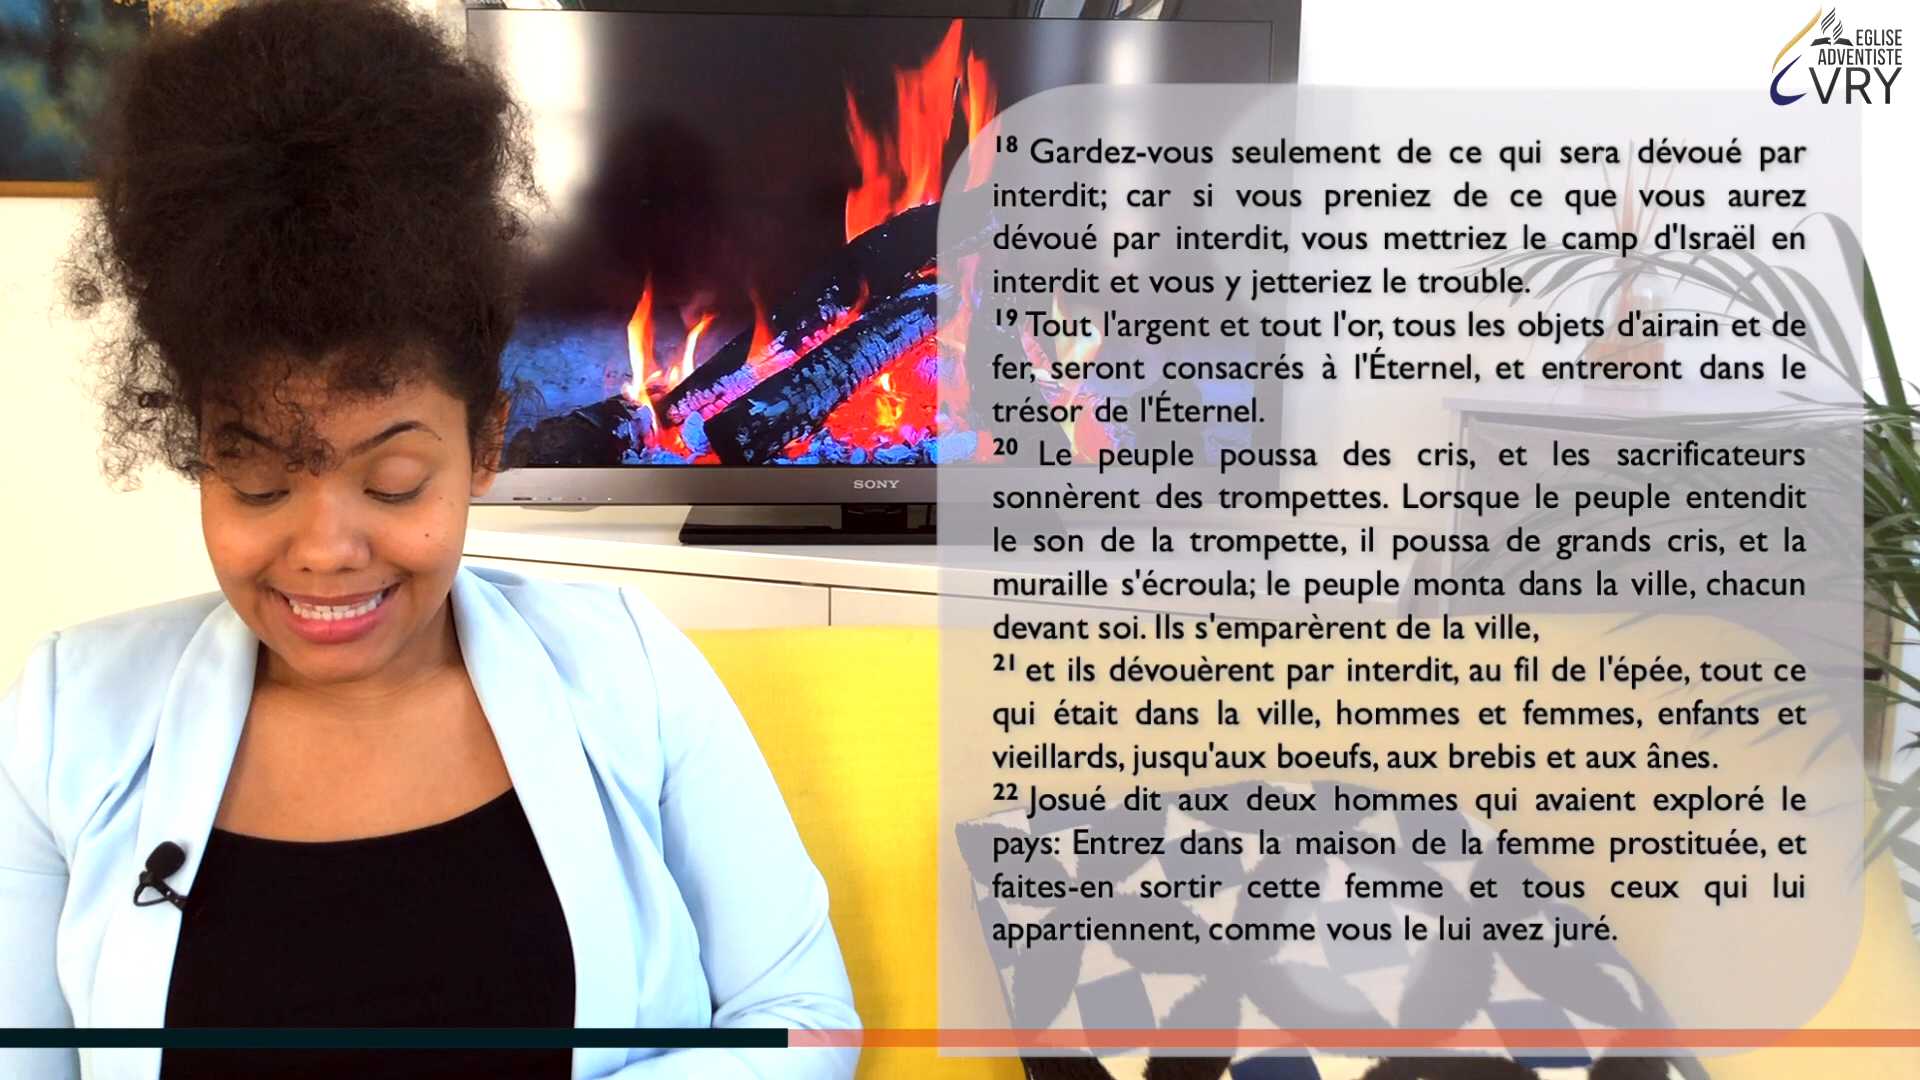 EGLISE
ADVENTISTE
VRY
18 Gardez-vous seulement de ce qui sera dévoué par
interdit; car si vous preniez de ce que vous aurez
dévoué par interdit, vous mettriez le camp d'Israël en
interdit et vous y jetteriez le trouble.
19 Tout l'argent et tout l'or, tous les objets d'airain et de
fer, seront consacrés à l'Éternel, et entreront dans le
trésor de l'Éternel.
20 Le peuple poussa des cris, et les sacrificateurs
sonnèrent des trompettes. Lorsque le peuple entendit
le son de la trompette, il poussa de grands cris, et la
muraille s'écroula; le peuple monta dans la ville, chacun
devant soi. Ils s'emparèrent de la ville,
21 et ils dévouèrent par interdit, au fil de l'épée, tout ce
qui était dans la ville, hommes et femmes, enfants et
vieillards, jusqu'aux boeufs, aux brebis et aux ânes.
22 Josué dit aux deux hommes qui avaient exploré le
pays: Entrez dans la maison de la femme prostituée, et
faites-en sortir cette femme et tous ceux qui lui
appartiennent, comme vous le lui avez juré.
SONY